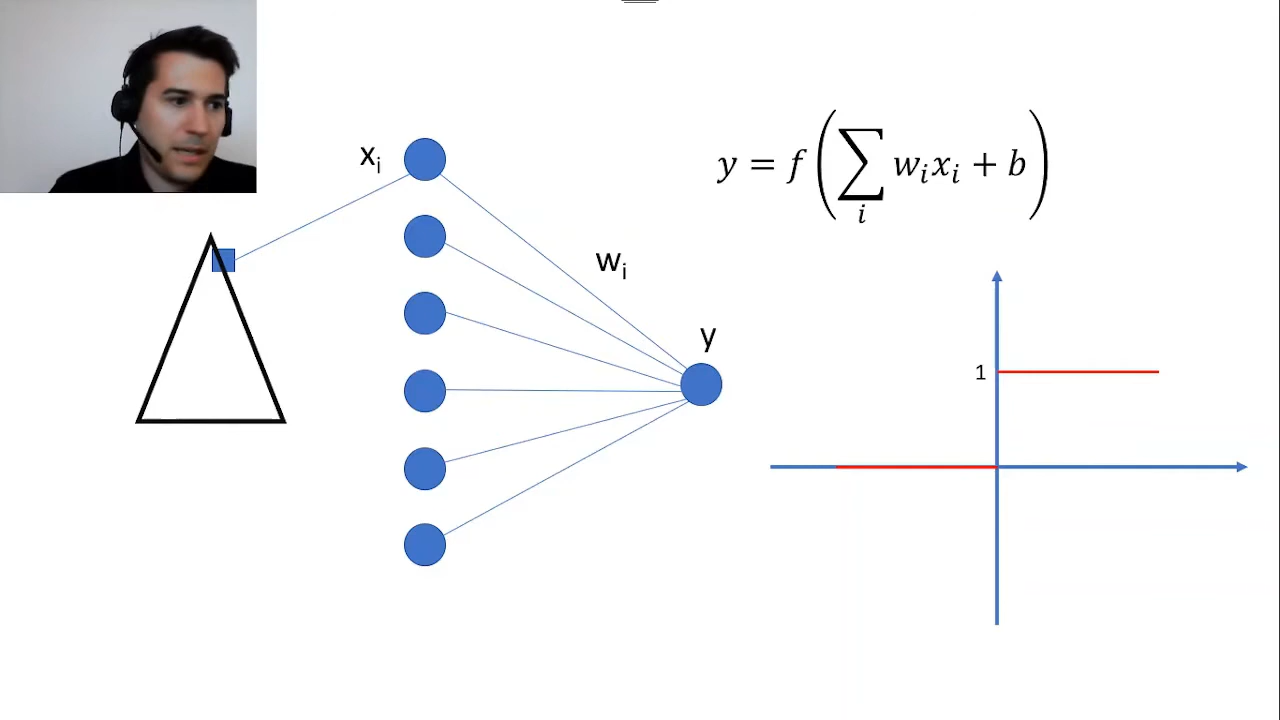 xᵢ
y = f(∑ᵢ wᵢxᵢ + b)
wᵢ
y
1